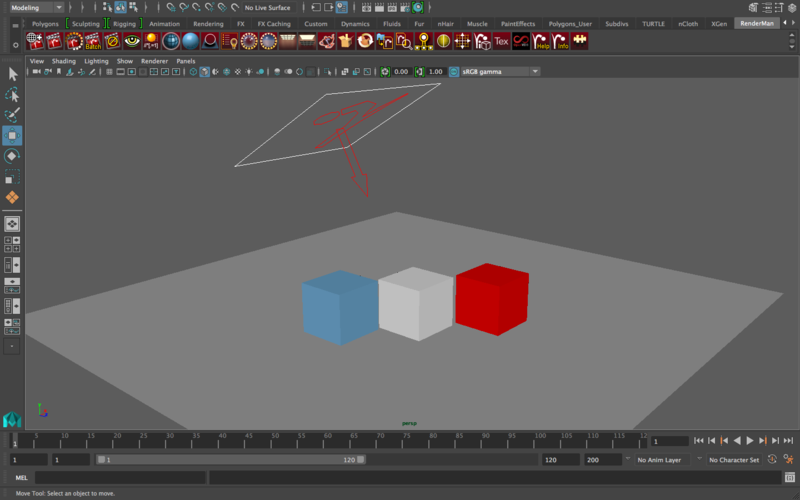 Modeling No Live Surface
Polygons Sculpting Rigging Animation Rendering FX FX Caching Custom Dynamics Fluids Fur nHair Muscle PaintEffects Polygons_User Subdivs TURTLE nCloth XGen RenderMan
Batch Tex Help Info
View Shading Lighting Show Renderer Panels
0.00 1.00 sRGB gamma
persp
5 10 15 20 25 30 35 40 45 50 55 60 65 70 75 80 85 90 95 100 105 110 115 12
1 1
1 1 1 120 120 200 No Anim Layer No Character Set
MEL
Move Tool: Select an object to move.